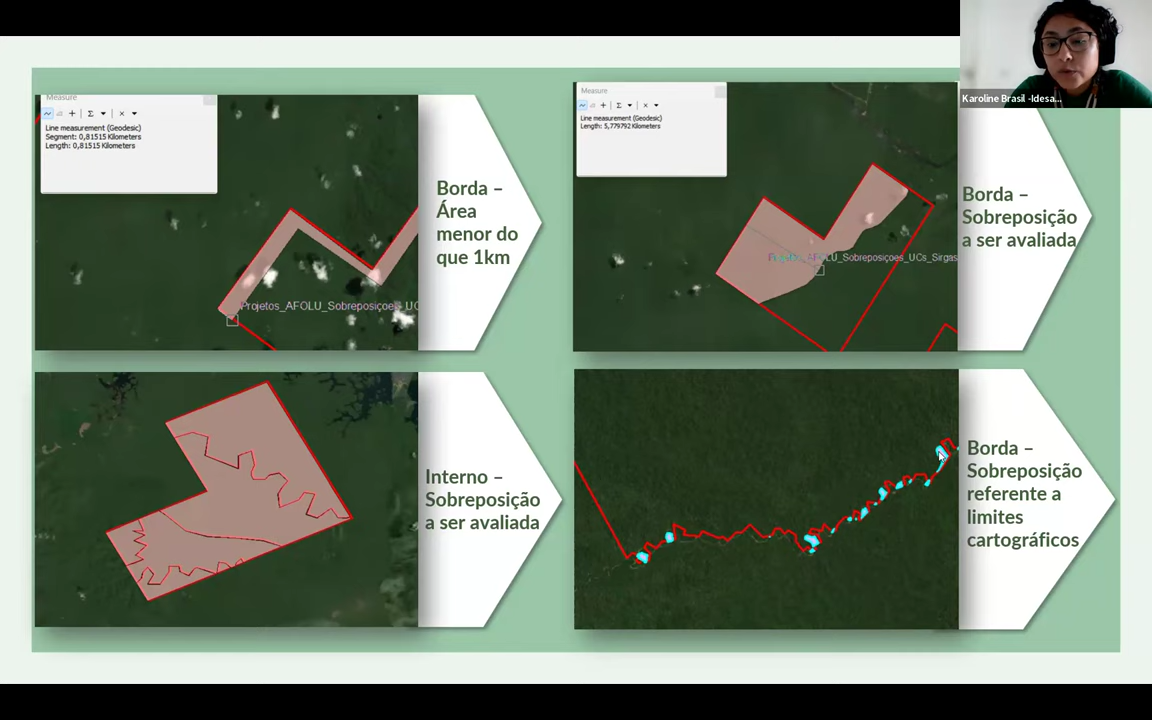 Karoline Brasil -Idesa...
Measure
Line measurement (Geodesic)
Segment: 0,81515 Kilometers
Length: 0,81515 Kilometers
Projetos_AFOLU_Sobreposiçoes_UC
Borda –
Área
menor do
que 1km
Measure
Line measurement (Geodesic)
Length: 5,779792 Kilometers
Projetos_AFOLU_Sobreposiçoes_UCs_Sirgas
Borda –
Sobreposição
a ser avaliada
Interno –
Sobreposição
a ser avaliada
Borda –
Sobreposição
referente a
limites
cartográficos